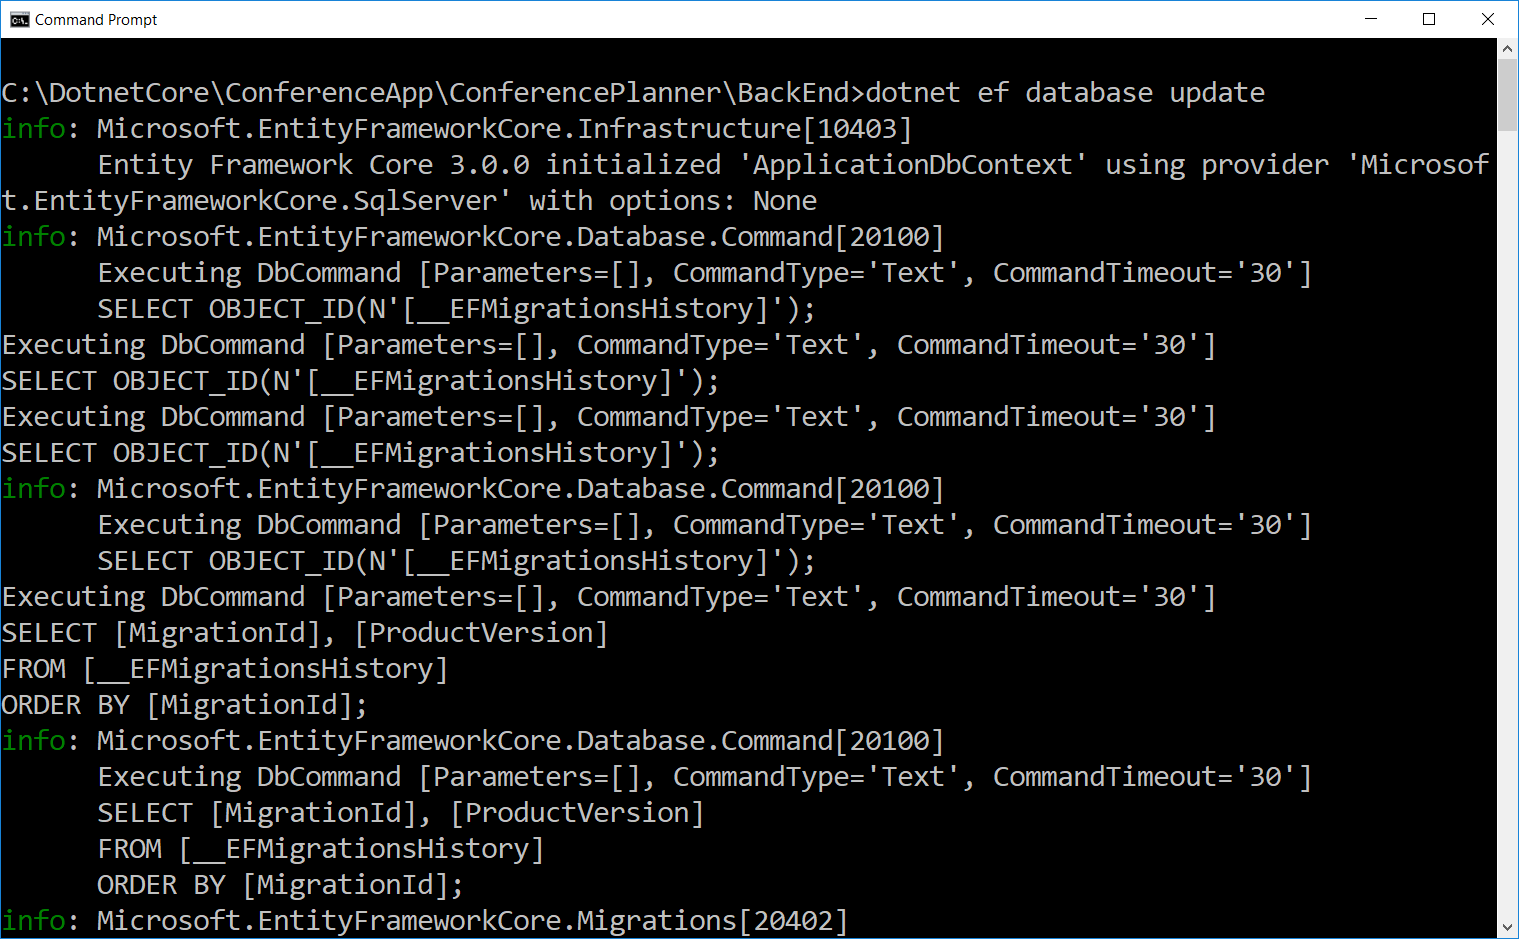 Command Prompt
C:\DotnetCore\ConferenceApp\ConferencePlanner\BackEnd>dotnet ef database update
info: Microsoft.EntityFrameworkCore.Infrastructure[10403]
      Entity Framework Core 3.0.0 initialized 'ApplicationDbContext' using provider 'Microsof
t.EntityFrameworkCore.SqlServer' with options: None
info: Microsoft.EntityFrameworkCore.Database.Command[20100]
      Executing DbCommand [Parameters=[], CommandType='Text', CommandTimeout='30']
      SELECT OBJECT_ID(N'[__EFMigrationsHistory]');
Executing DbCommand [Parameters=[], CommandType='Text', CommandTimeout='30']
SELECT OBJECT_ID(N'[__EFMigrationsHistory]');
Executing DbCommand [Parameters=[], CommandType='Text', CommandTimeout='30']
SELECT OBJECT_ID(N'[__EFMigrationsHistory]');
info: Microsoft.EntityFrameworkCore.Database.Command[20100]
      Executing DbCommand [Parameters=[], CommandType='Text', CommandTimeout='30']
      SELECT OBJECT_ID(N'[__EFMigrationsHistory]');
Executing DbCommand [Parameters=[], CommandType='Text', CommandTimeout='30']
SELECT [MigrationId], [ProductVersion]
FROM [__EFMigrationsHistory]
ORDER BY [MigrationId];
info: Microsoft.EntityFrameworkCore.Database.Command[20100]
      Executing DbCommand [Parameters=[], CommandType='Text', CommandTimeout='30']
      SELECT [MigrationId], [ProductVersion]
      FROM [__EFMigrationsHistory]
      ORDER BY [MigrationId];
info: Microsoft.EntityFrameworkCore.Migrations[20402]